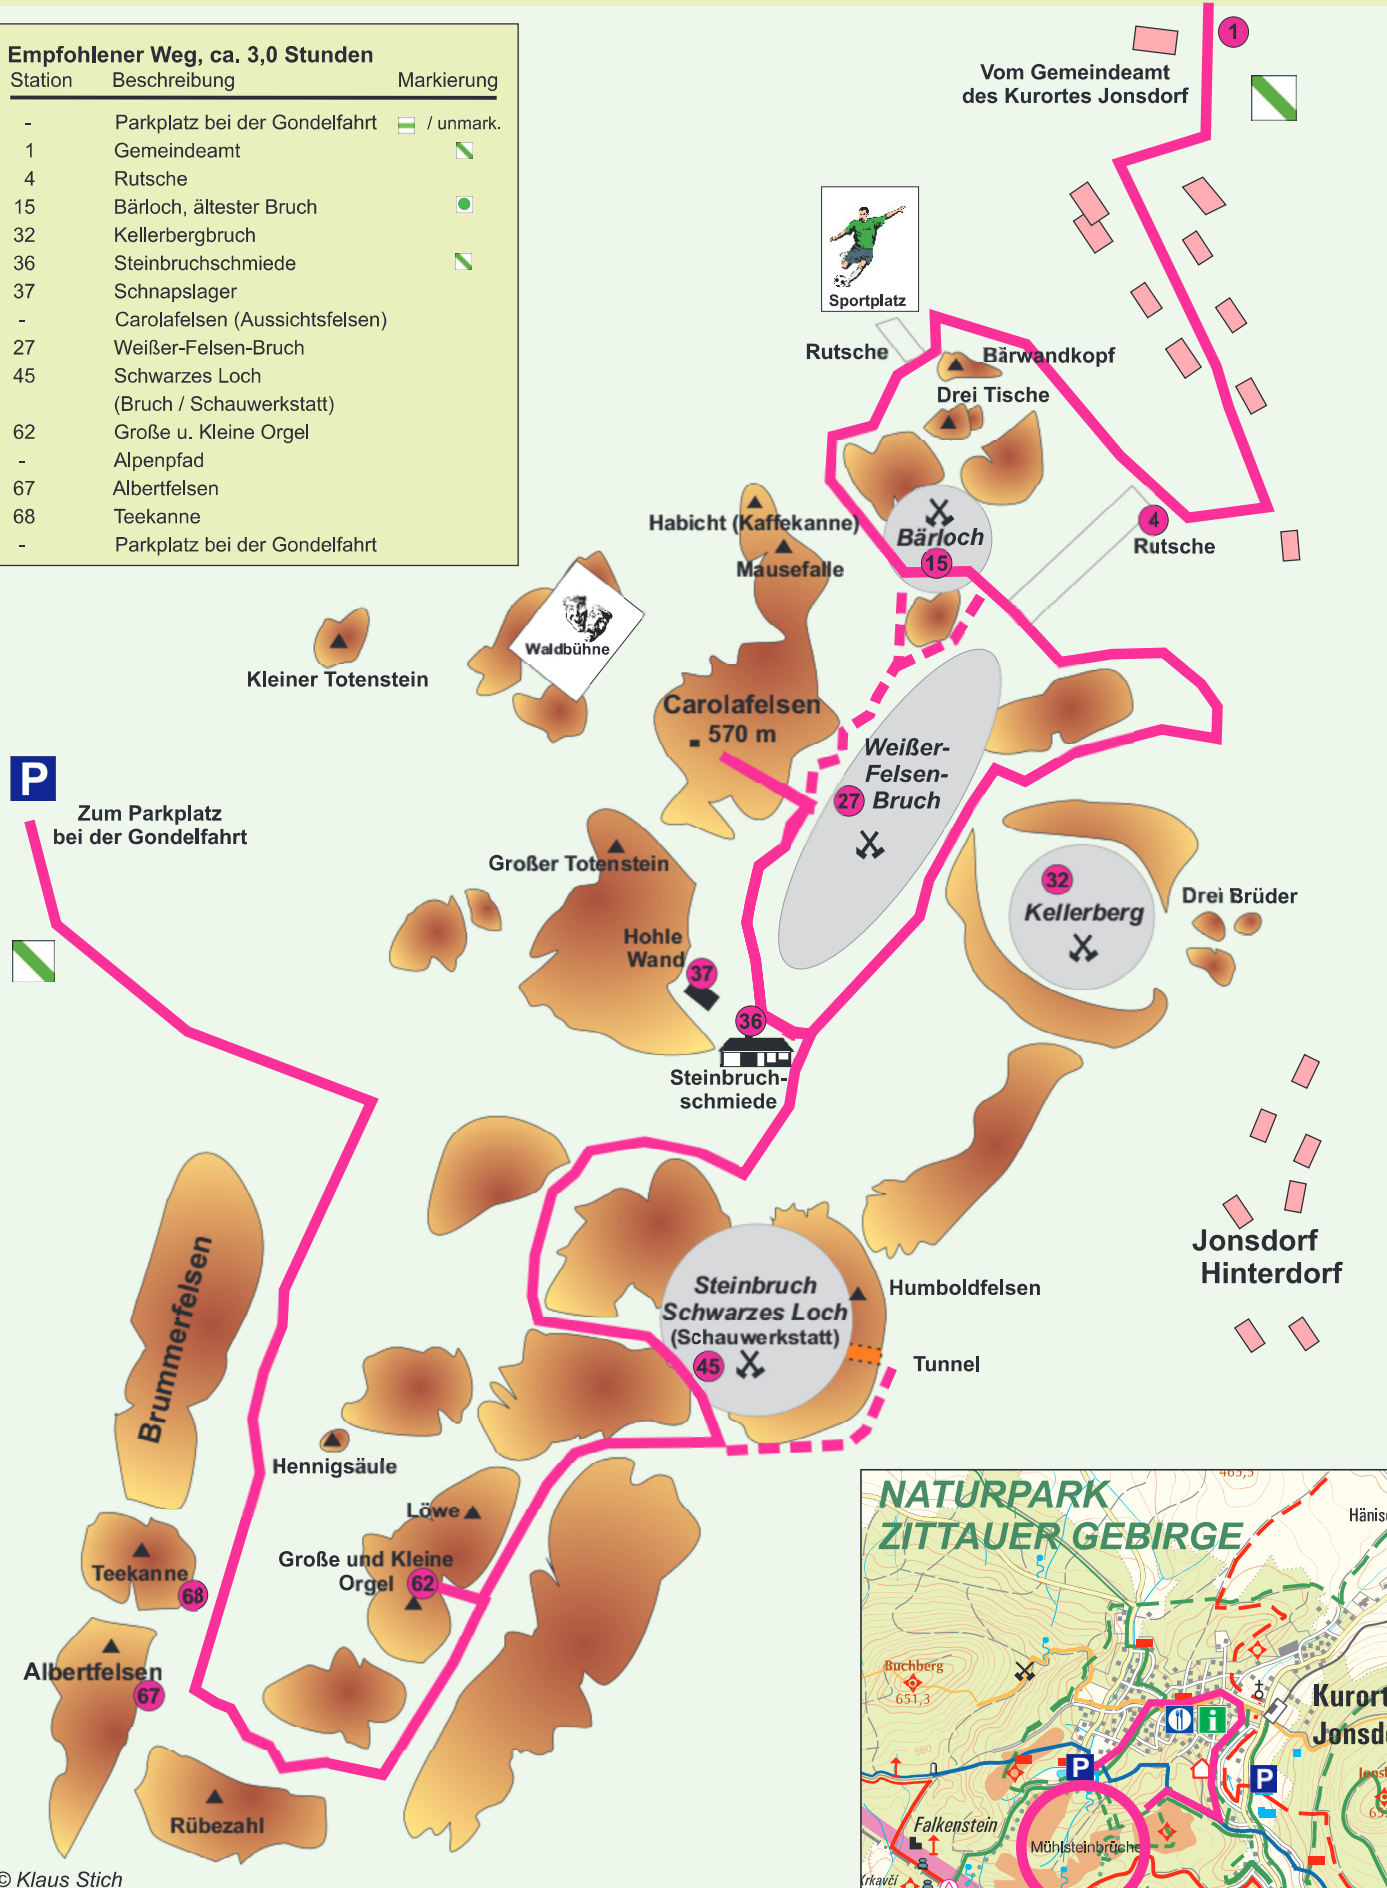 Empfohlener Weg, ca. 3,0 Stunden
Station Beschreibung Markierung
- Parkplatz bei der Gondelfahrt / unmark.
1 Gemeindeamt
4 Rutsche
15 Bärloch, ältester Bruch
32 Kellerbergbruch
36 Steinbruchschmiede
37 Schnapslager
- Carolafelsen (Aussichtsfelsen)
27 Weißer-Felsen-Bruch
45 Schwarzes Loch
(Bruch / Schauwerkstatt)
62 Große u. Kleine Orgel
- Alpenpfad
67 Albertfelsen
68 Teekanne
- Parkplatz bei der Gondelfahrt
1
Vom Gemeindeamt
des Kurortes Jonsdorf
Sportplatz
Rutsche
Bärwandkopf
Drei Tische
Habicht (Kaffekanne)
Mausefalle
Bärloch
15
4
Rutsche
Waldbühne
Kleiner Totenstein
Carolafelsen
570 m
Weißer-
Felsen-
27 Bruch
P
Zum Parkplatz
bei der Gondelfahrt
Großer Totenstein
32
Kellerberg
Drei Brüder
Hohle
Wand
37
36
Steinbruch-
schmiede
Jonsdorf
Hinterdorf
Brummerfelsen
Steinbruch
Schwarzes Loch
(Schauwerkstatt)
45
Humboldfelsen
Tunnel
Hennigsäule
Löwe
Große und Kleine
Orgel 62
Teekanne
68
Albertfelsen
67
Rübezahl
NATURPARK
ZITTAUER GEBIRGE
465,5
Buchberg
651,3
560
Kurort
P
i
P
Falkenstein
Mühlsteinbrüche
© Klaus Stich